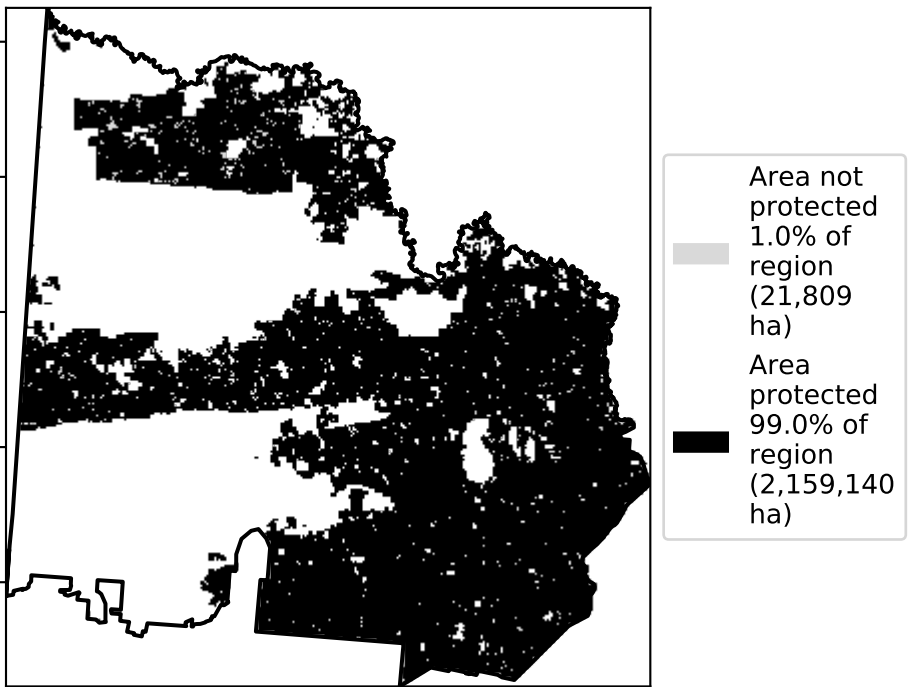 Area not
protected
1.0% of
region
(21,809
ha)
Area
protected
99.0% of
region
(2,159,140
ha)